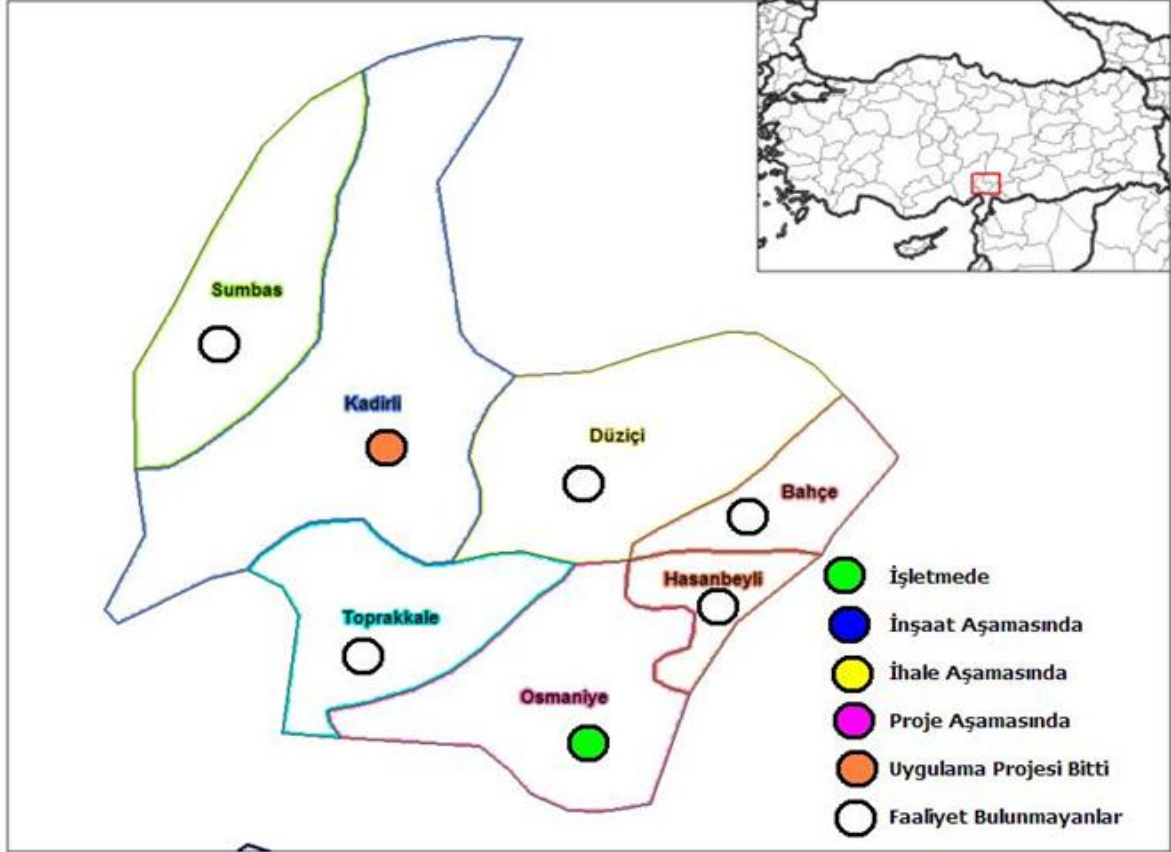 Sumbas
Kadirli
Düziçi
Bahçe
Hasanbeyli
Toprakkale
Osmaniye
İşletmede
İnşaat Aşamasında
İhale Aşamasında
Proje Aşamasında
Uygulama Projesi Bitti
Faaliyet Bulunmayanlar